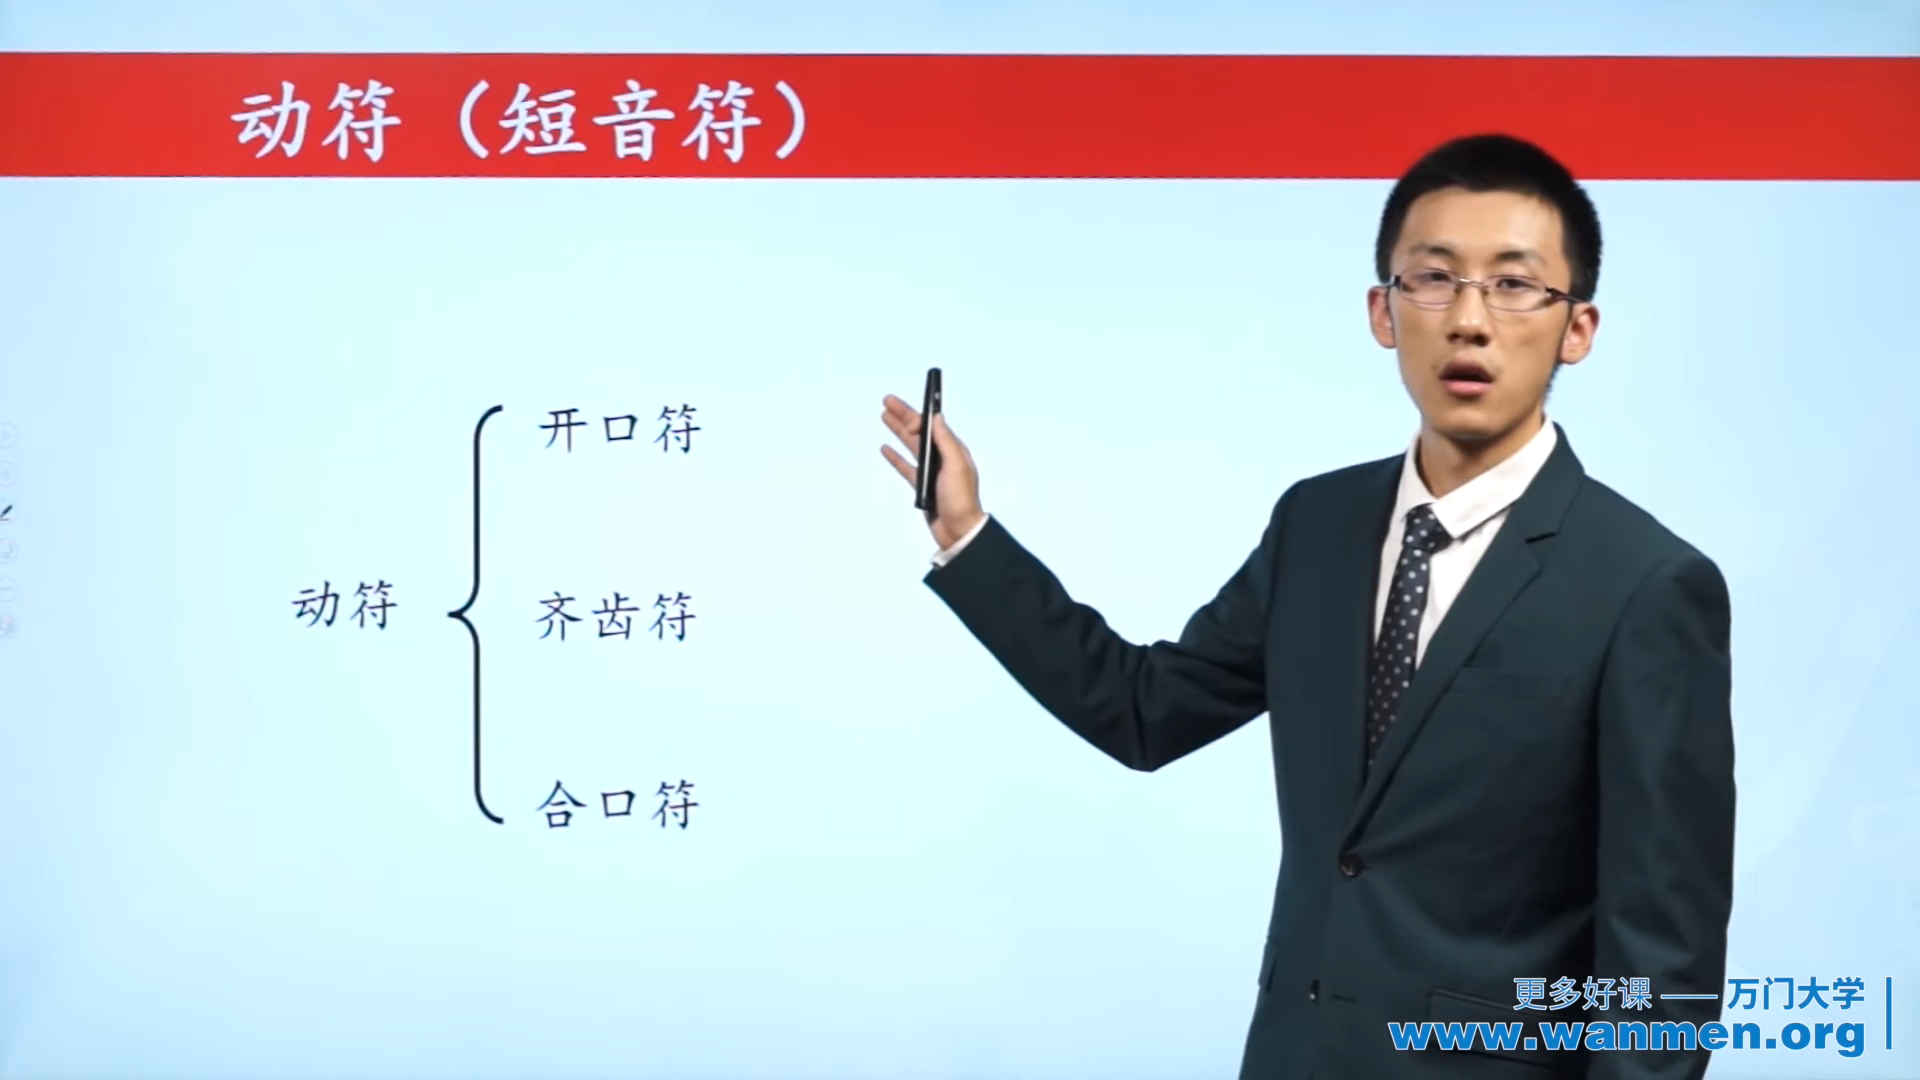 动符（短音符）
开口符
动符
齐齿符
合口符
更多好课 —— 万门大学
www.wanmen.org